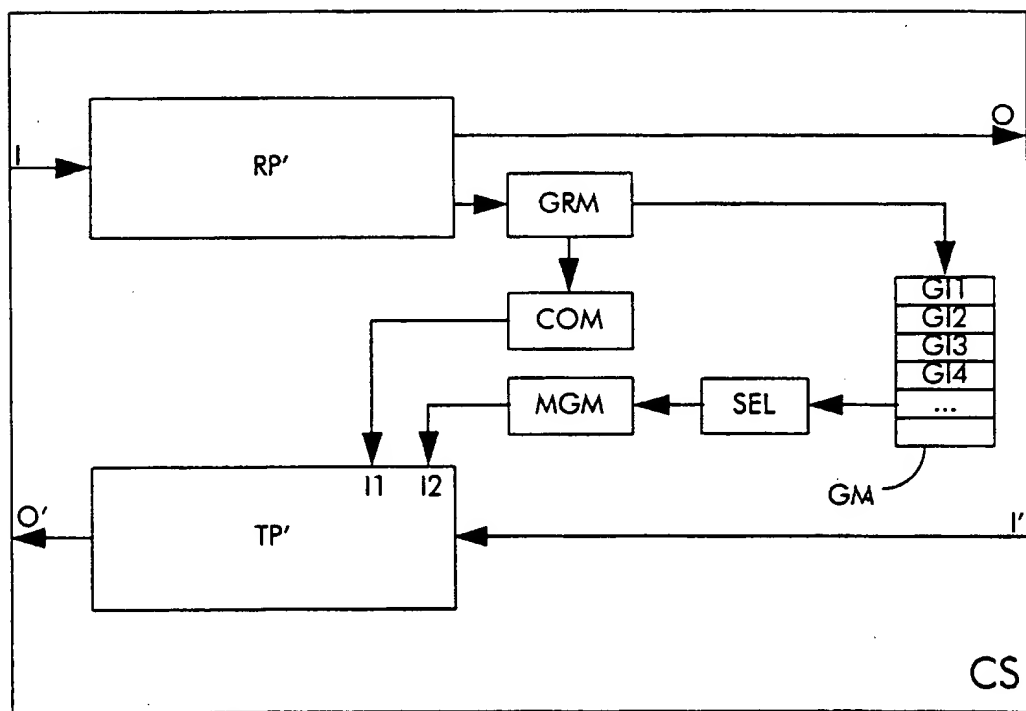 O
I
RP'
GRM
GI1
COM
GI2
GI3
GI4
MGM
SEL
...
I1
I2
GM
O'
I'
TP'
CS